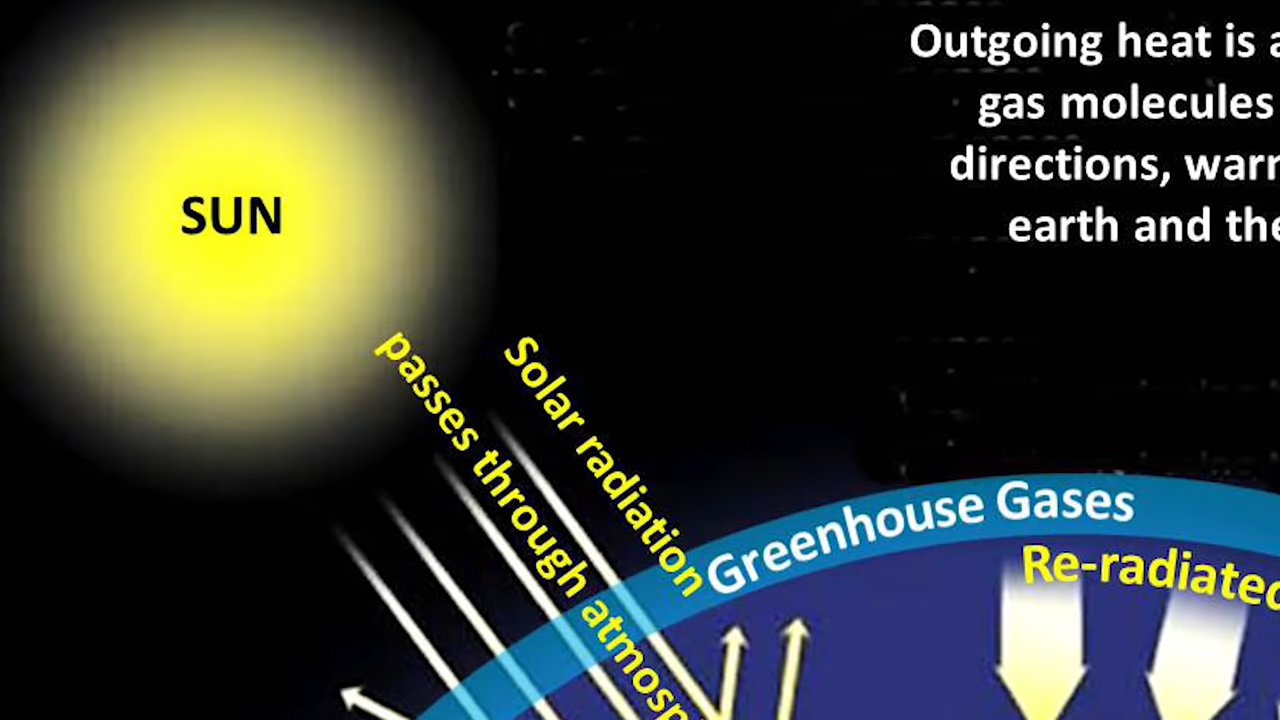 SUN
Outgoing heat is a
gas molecules
directions, warm
earth and the
Solar radiation
passes through atmosp
Greenhouse Gases
Re-radiated